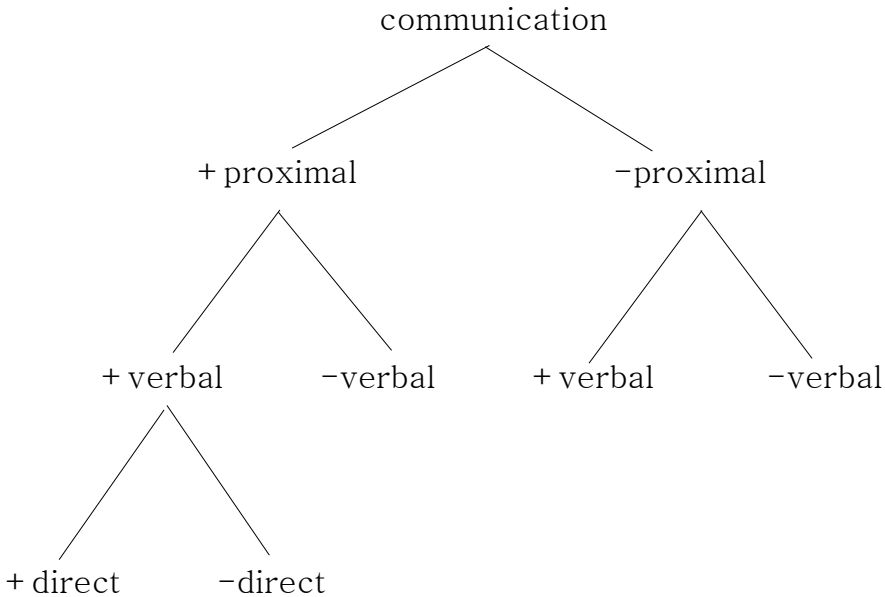 communication
+ proximal -proximal
+ verbal -verbal + verbal -verbal
+ direct -direct